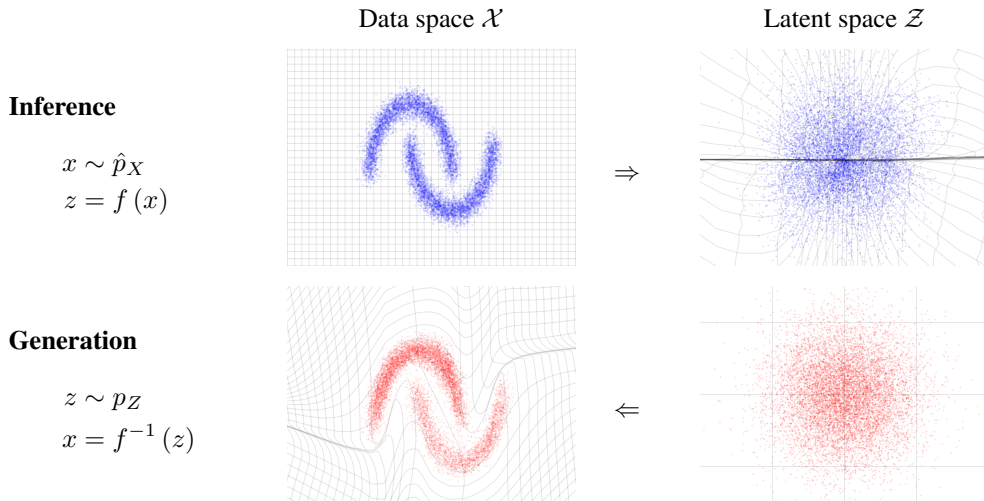 Data space 𝒳
Latent space 𝒵
Inference
x ∼ p̂_X
z = f (x)
⇒
Generation
z ∼ p_Z
x = f⁻¹ (z)
⇐